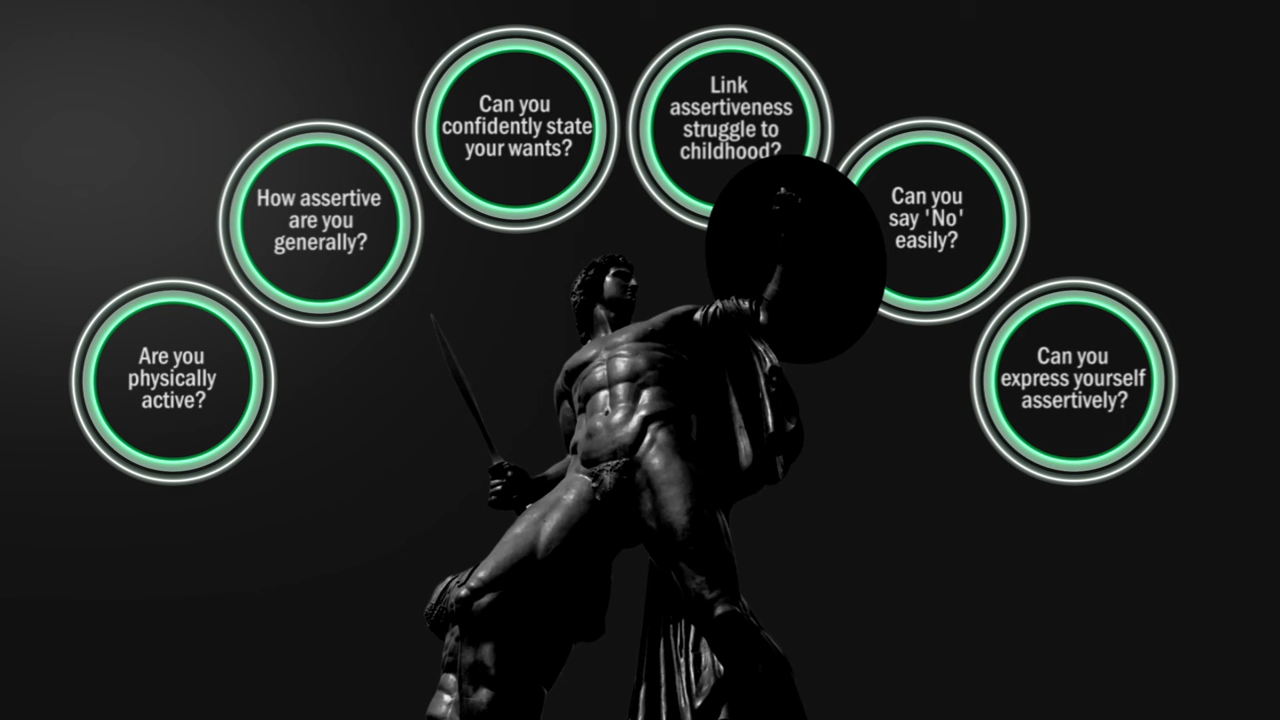 Are you
physically
active?
How assertive
are you
generally?
Can you
confidently state
your wants?
Link
assertiveness
struggle to
childhood?
Can you
say 'No'
easily?
Can you
express yourself
assertively?